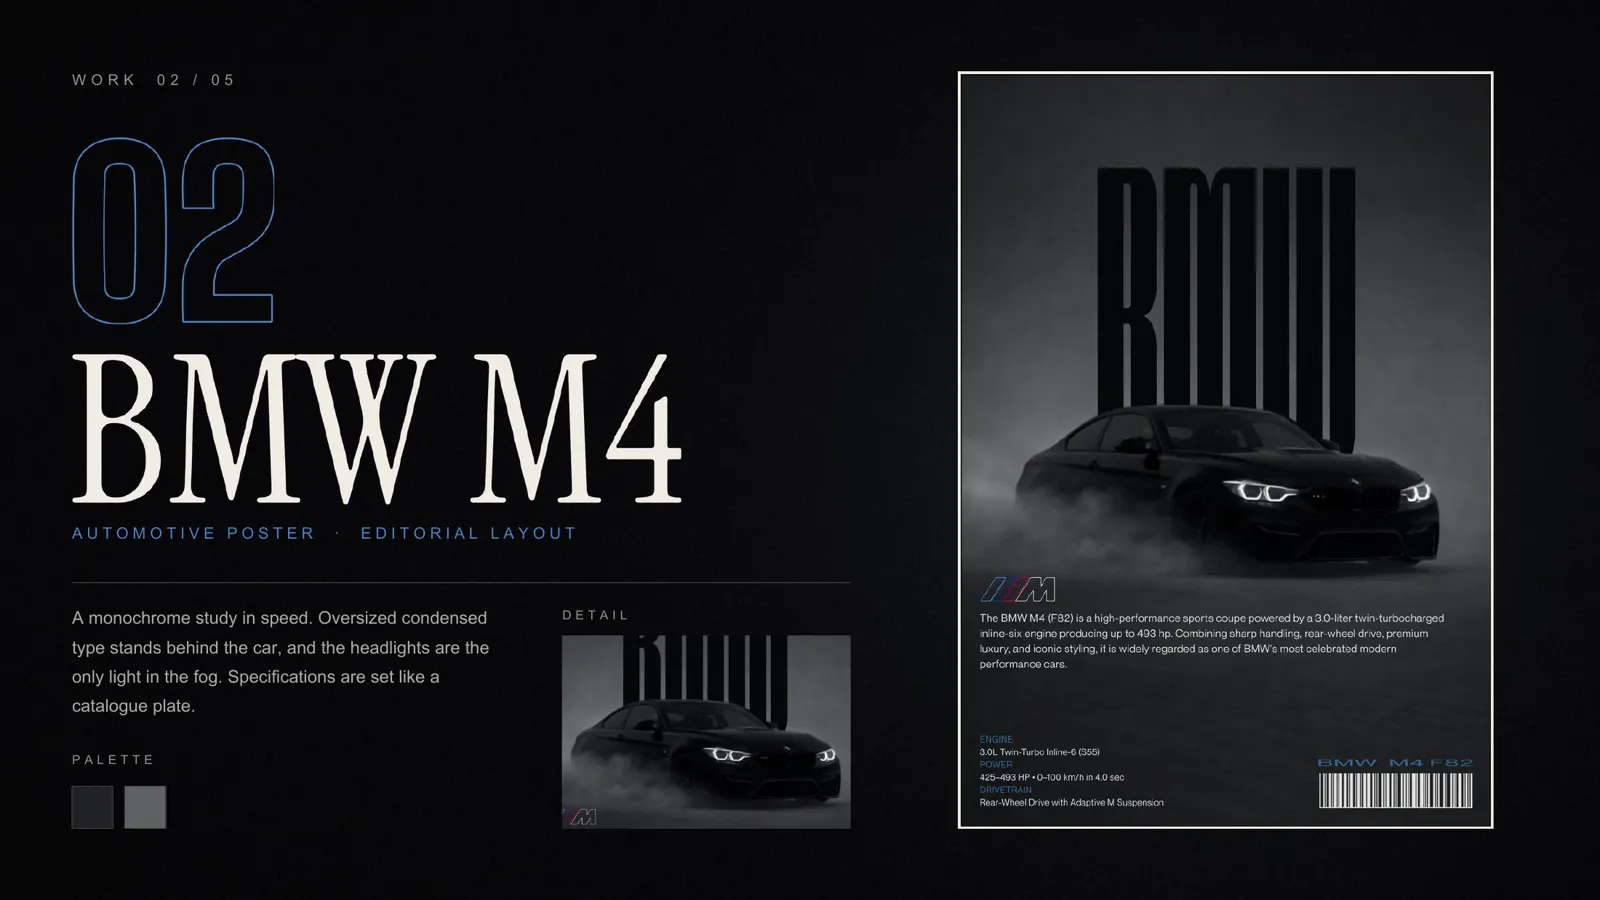 WORK 02 / 05
02
BMW M4
AUTOMOTIVE POSTER · EDITORIAL LAYOUT
A monochrome study in speed. Oversized condensed
type stands behind the car, and the headlights are the
only light in the fog. Specifications are set like a
catalogue plate.
PALETTE
DETAIL
BMW
M
BMW
M
The BMW M4 (F82) is a high-performance sports coupe powered by a 3.0-liter twin-turbocharged
inline-six engine producing up to 493 hp. Combining sharp handling, rear-wheel drive, premium
luxury, and iconic styling, it is widely regarded as one of BMW's most celebrated modern
performance cars.
ENGINE
3.0L Twin-Turbo Inline-6 (S55)
POWER
425–493 HP • 0–100 km/h in 4.0 sec
DRIVETRAIN
Rear-Wheel Drive with Adaptive M Suspension
BMW M4 F82